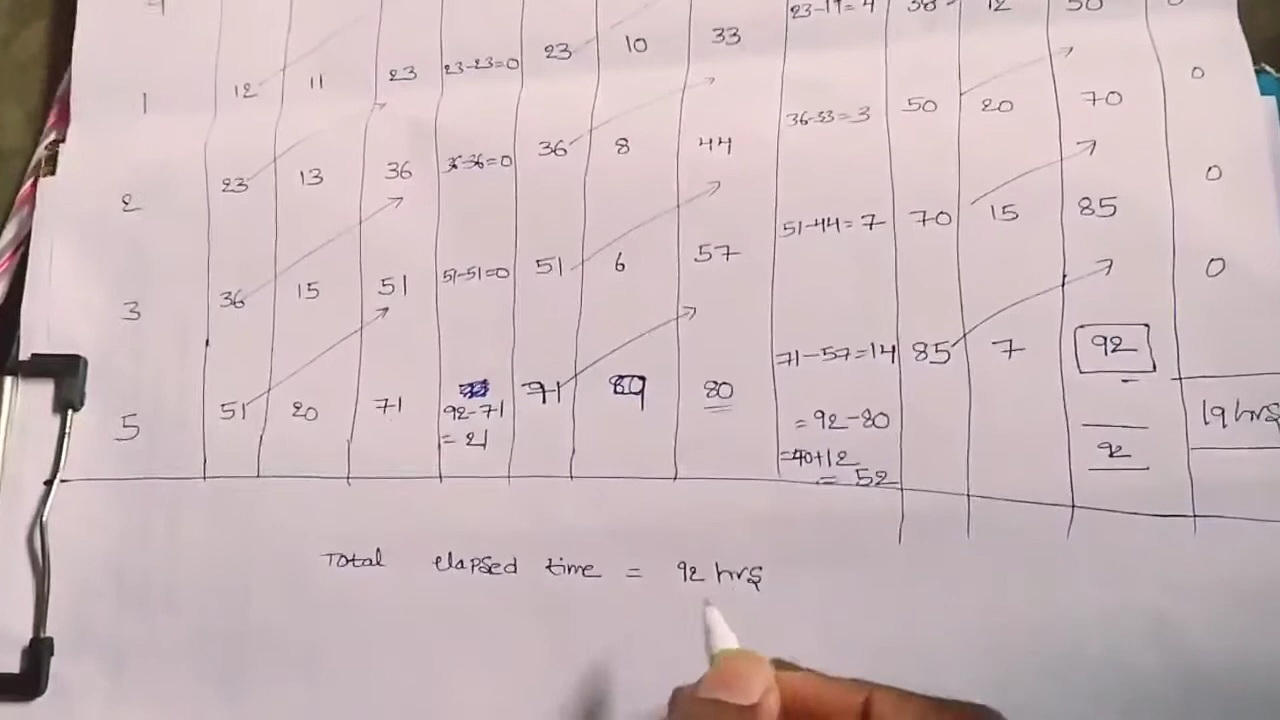 23-19=4 38 12 50 0
1 12 11 23 23-23=0 23 10 33 36-33=3 50 20 70 0
2 23 13 36 36-36=0 36 8 44 51-44=7 70 15 85 0
3 36 15 51 51-51=0 51 6 57 71-57=14 85 7 92 0
5 51 20 71 92-71 71 80 =92-80 19 hrs
=21 =40+12 92
=52
Total elapsed time = 92 hrs